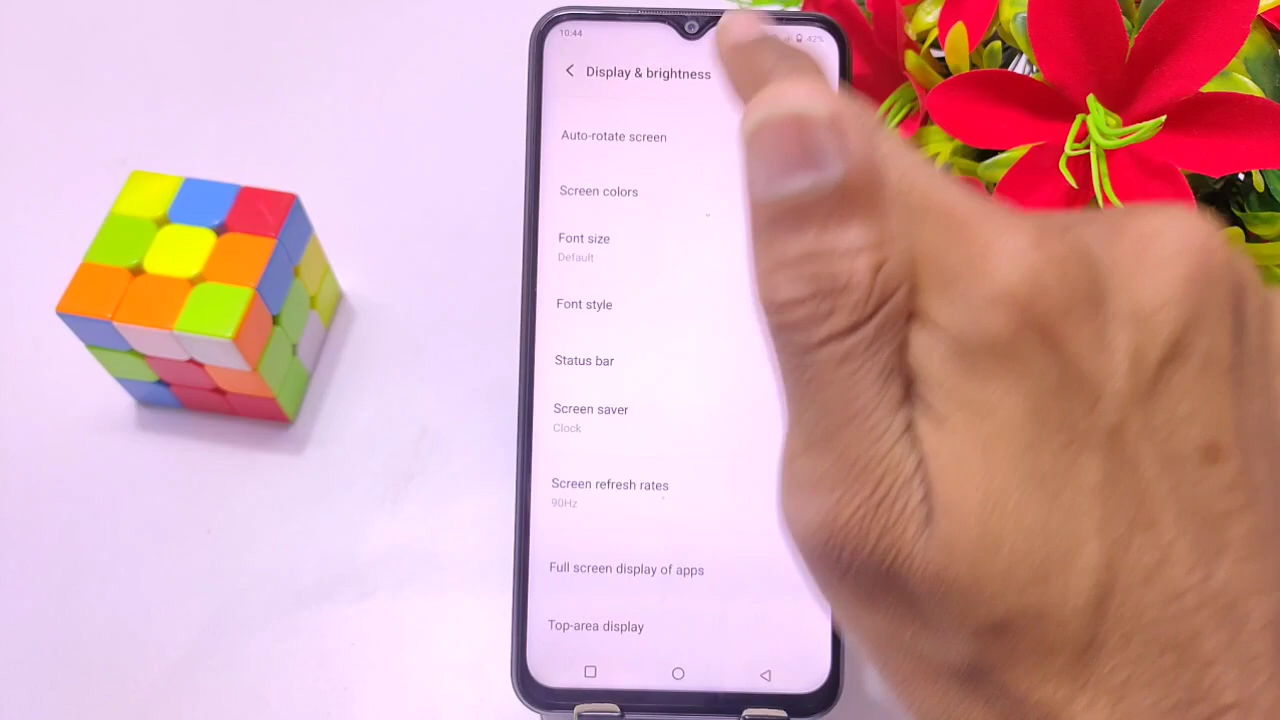 10:44
42%
Display & brightness
Auto-rotate screen
Screen colors
Font size
Default
Font style
Status bar
Screen saver
Clock
Screen refresh rates
90Hz
Full screen display of apps
Top-area display